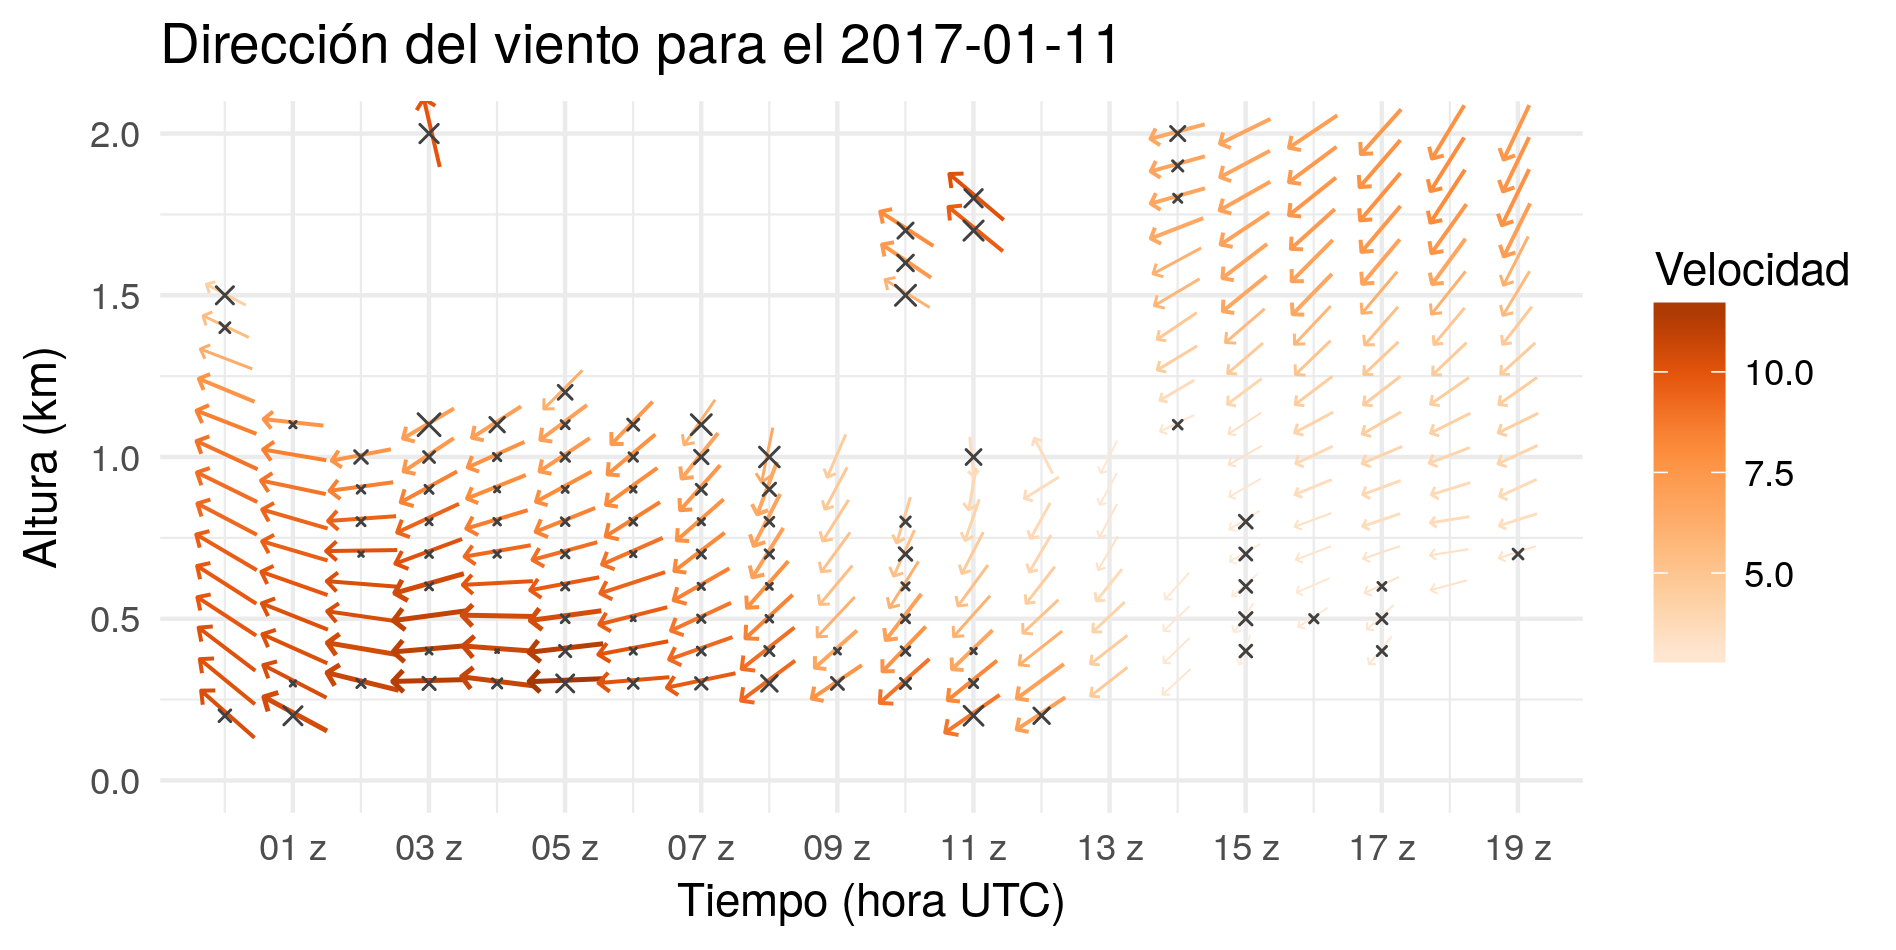 Dirección del viento para el 2017-01-11
Altura (km)
2.0
1.5
1.0
0.5
0.0
01 z
03 z
05 z
07 z
09 z
11 z
13 z
15 z
17 z
19 z
Tiempo (hora UTC)
Velocidad
10.0
7.5
5.0